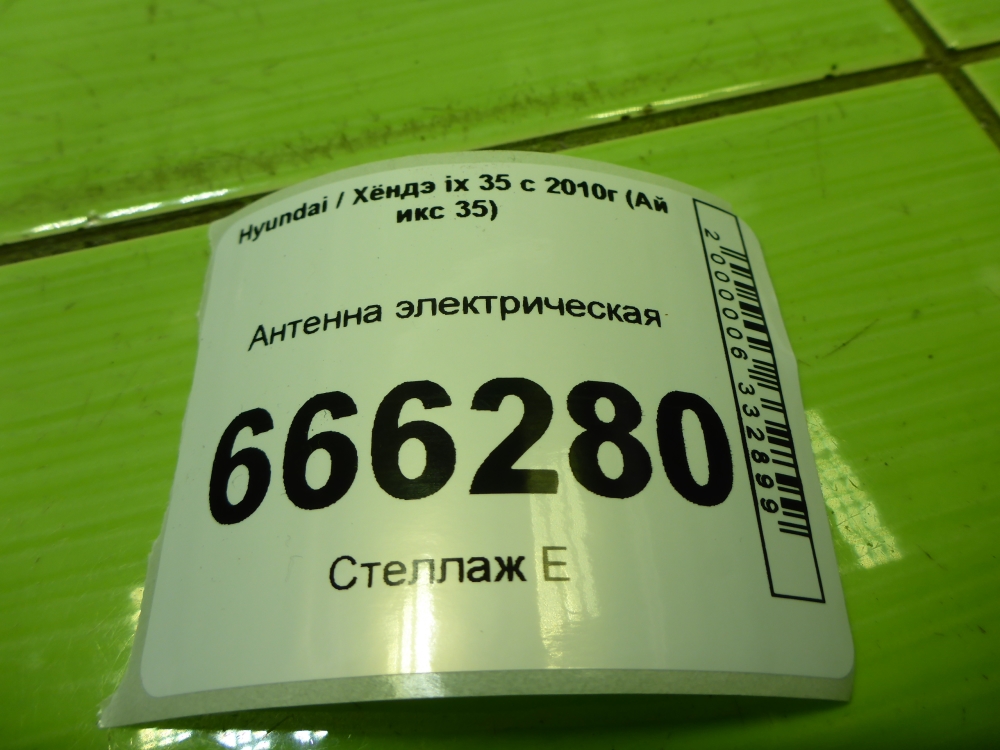 Hyundai / Хёндэ ix 35 с 2010г (Ай
икс 35)
Антенна электрическая
666280
Стеллаж Е
2000006332899